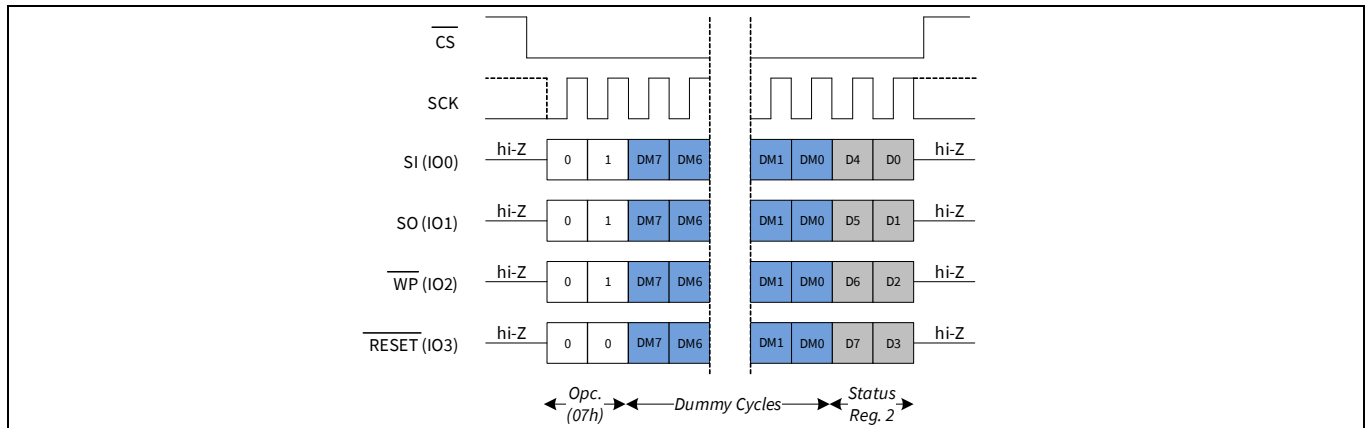 CS
SCK
SI (IO0) hi-Z 0 1 DM7 DM6 DM1 DM0 D4 D0 hi-Z
SO (IO1) hi-Z 0 1 DM7 DM6 DM1 DM0 D5 D1 hi-Z
WP (IO2) hi-Z 0 1 DM7 DM6 DM1 DM0 D6 D2 hi-Z
RESET (IO3) hi-Z 0 0 DM7 DM6 DM1 DM0 D7 D3 hi-Z
Opc. Dummy Cycles Status
(07h) Reg. 2